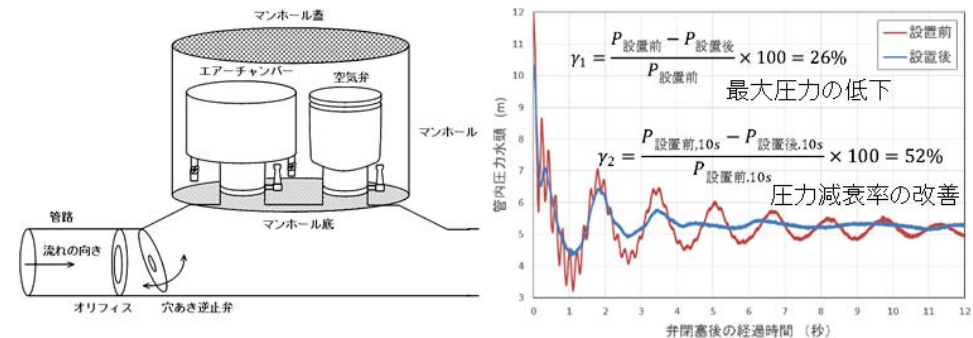 マンホール蓋
エアーチャンバー
空気弁
マンホール
マンホール底
管路
流れの向き
オリフィス
穴あき逆止弁
管内圧力水頭 (m)
12
11
10
9
8
7
6
5
4
3
0 1 2 3 4 5 6 7 8 9 10 11 12
弁閉塞後の経過時間 (秒)
設置前
設置後
γ₁ = (P設置前 − P設置後) / P設置前 × 100 = 26%
最大圧力の低下
γ₂ = (P設置前,10s − P設置後.10s) / P設置前.10s × 100 = 52%
圧力減衰率の改善